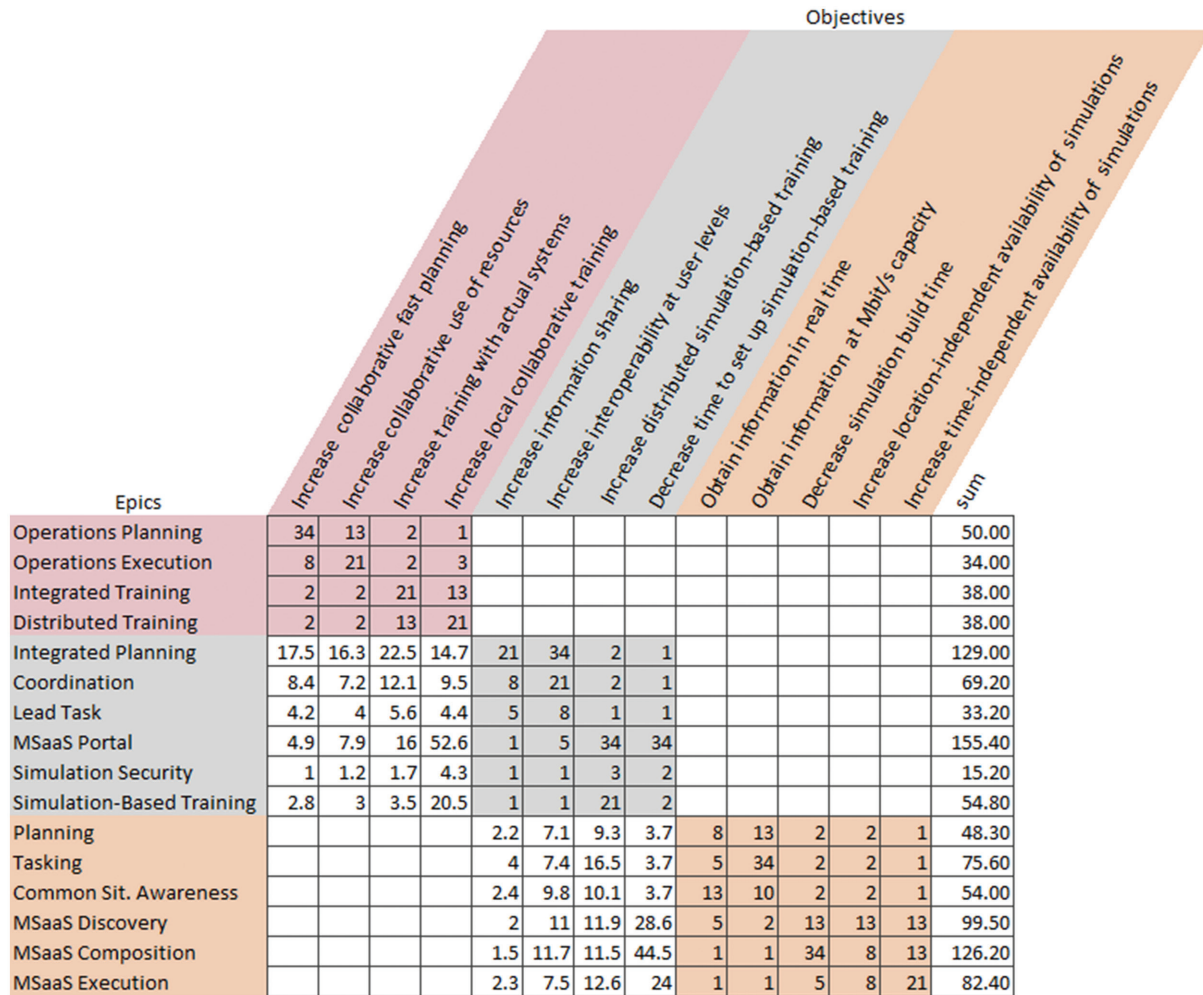 Objectives
Increase collaborative fast planning
Increase collaborative use of resources
Increase training with actual systems
Increase local collaborative training
Increase information sharing
Increase interoperability at user levels
Increase distributed simulation-based training
Decrease time to set up simulation-based training
Obtain information in real time
Obtain information at Mbit/s capacity
Decrease simulation build time
Increase location-independent availability of simulations
Increase time-independent availability of simulations
Epics sum
Operations Planning 34 13 2 1 50.00
Operations Execution 8 21 2 3 34.00
Integrated Training 2 2 21 13 38.00
Distributed Training 2 2 13 21 38.00
Integrated Planning 17.5 16.3 22.5 14.7 21 34 2 1 129.00
Coordination 8.4 7.2 12.1 9.5 8 21 2 1 69.20
Lead Task 4.2 4 5.6 4.4 5 8 1 1 33.20
MSaaS Portal 4.9 7.9 16 52.6 1 5 34 34 155.40
Simulation Security 1 1.2 1.7 4.3 1 1 3 2 15.20
Simulation-Based Training 2.8 3 3.5 20.5 1 1 21 2 54.80
Planning 2.2 7.1 9.3 3.7 8 13 2 2 1 48.30
Tasking 4 7.4 16.5 3.7 5 34 2 2 1 75.60
Common Sit. Awareness 2.4 9.8 10.1 3.7 13 10 2 2 1 54.00
MSaaS Discovery 2 11 11.9 28.6 5 2 13 13 13 99.50
MSaaS Composition 1.5 11.7 11.5 44.5 1 1 34 8 13 126.20
MSaaS Execution 2.3 7.5 12.6 24 1 1 5 8 21 82.40